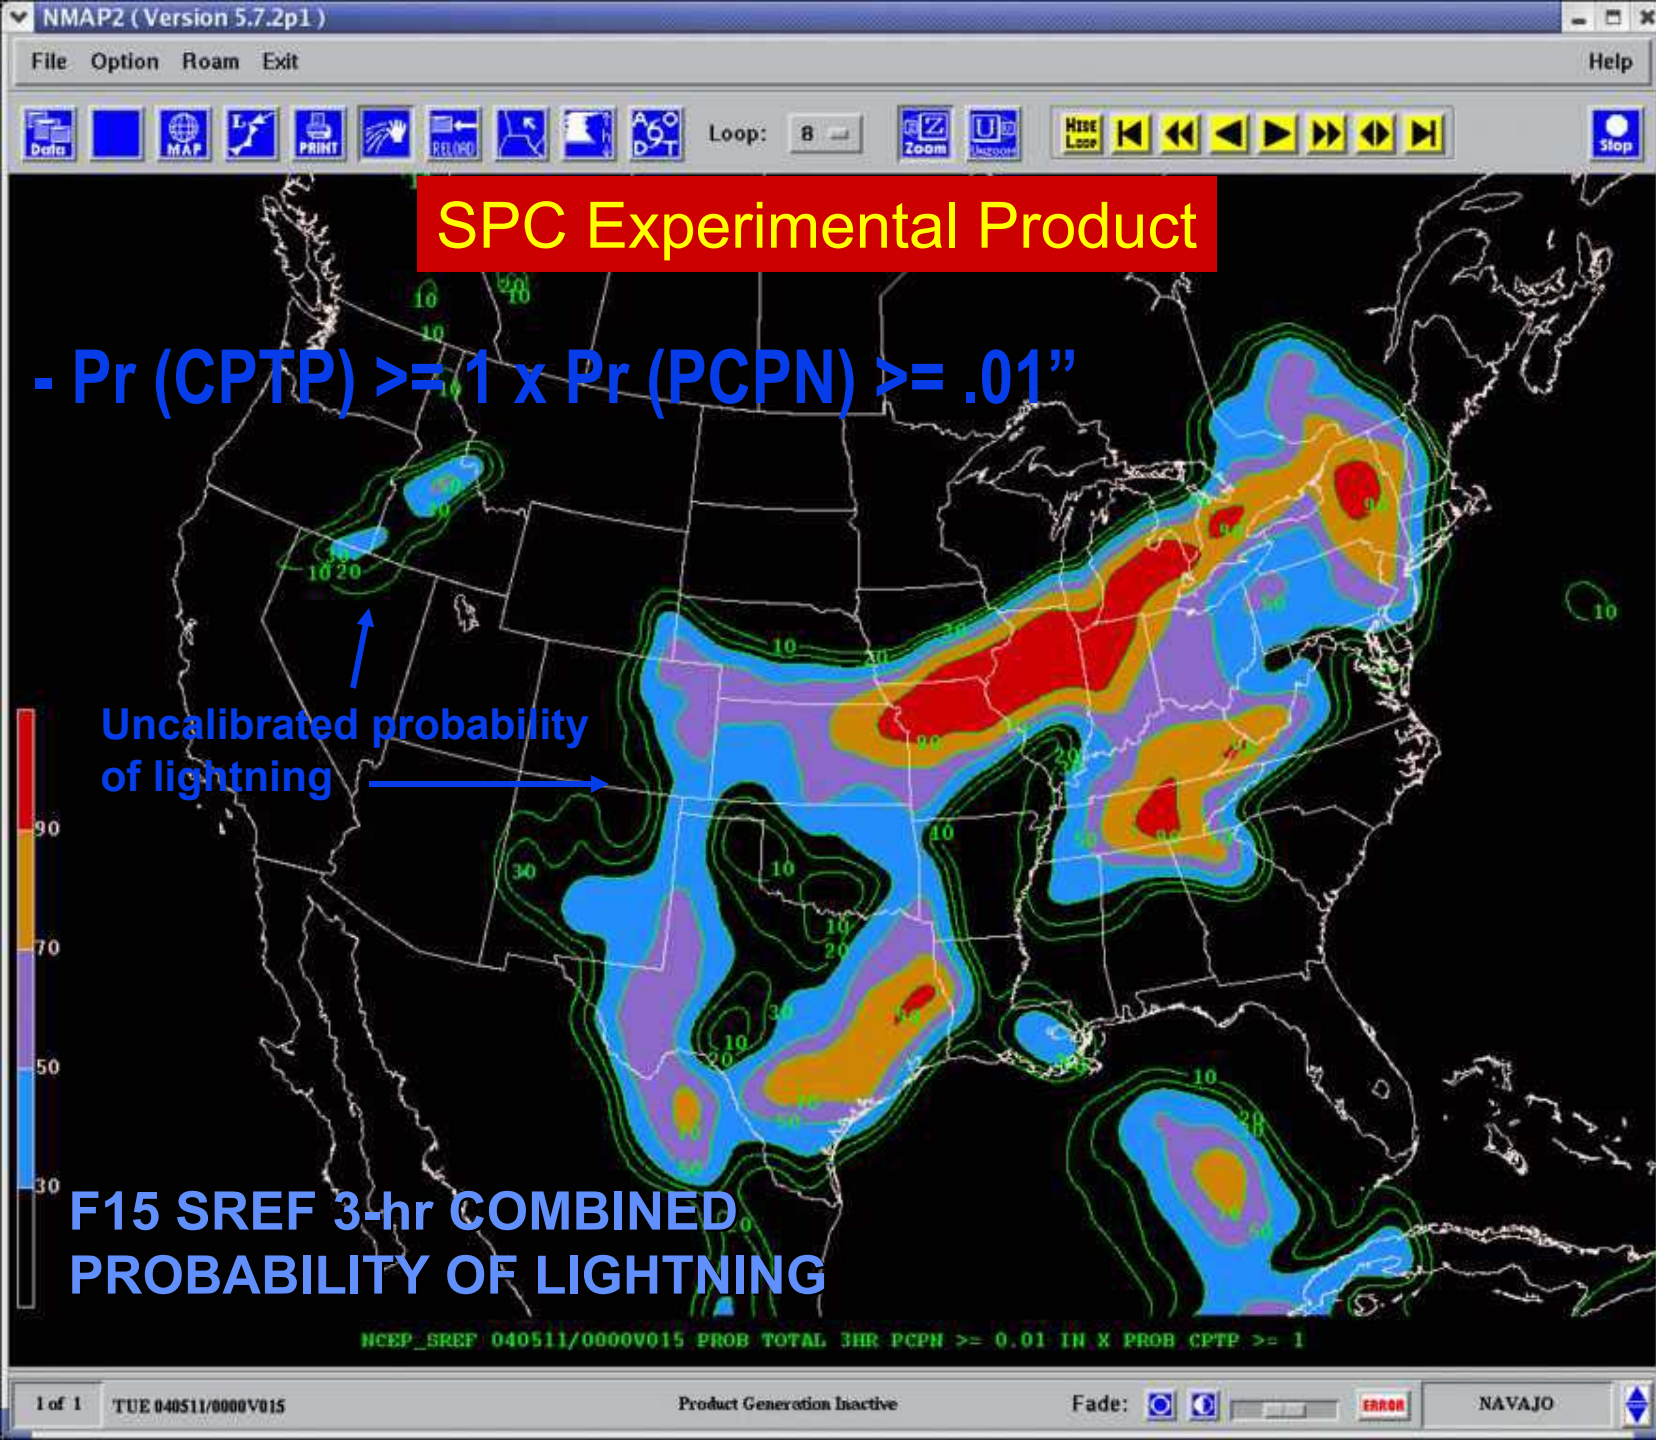 NMAP2 ( Version 5.7.2p1 )
File Option Roam Exit Help
Data MAP L PRINT RELOAD Loop: 8 Zoom UNZOOM HIDE LOOP Stop
SPC Experimental Product
- Pr (CPTP) >= 1 x Pr (PCPN) >= .01”
Uncalibrated probability
of lightning
90
70
50
30
F15 SREF 3-hr COMBINED
PROBABILITY OF LIGHTNING
NCEP_SREF 040511/0000V015 PROB TOTAL 3HR PCPN >= 0.01 IN X PROB CPTP >= 1
1 of 1 TUE 040511/0000V015 Product Generation Inactive Fade: ERROR NAVAJO